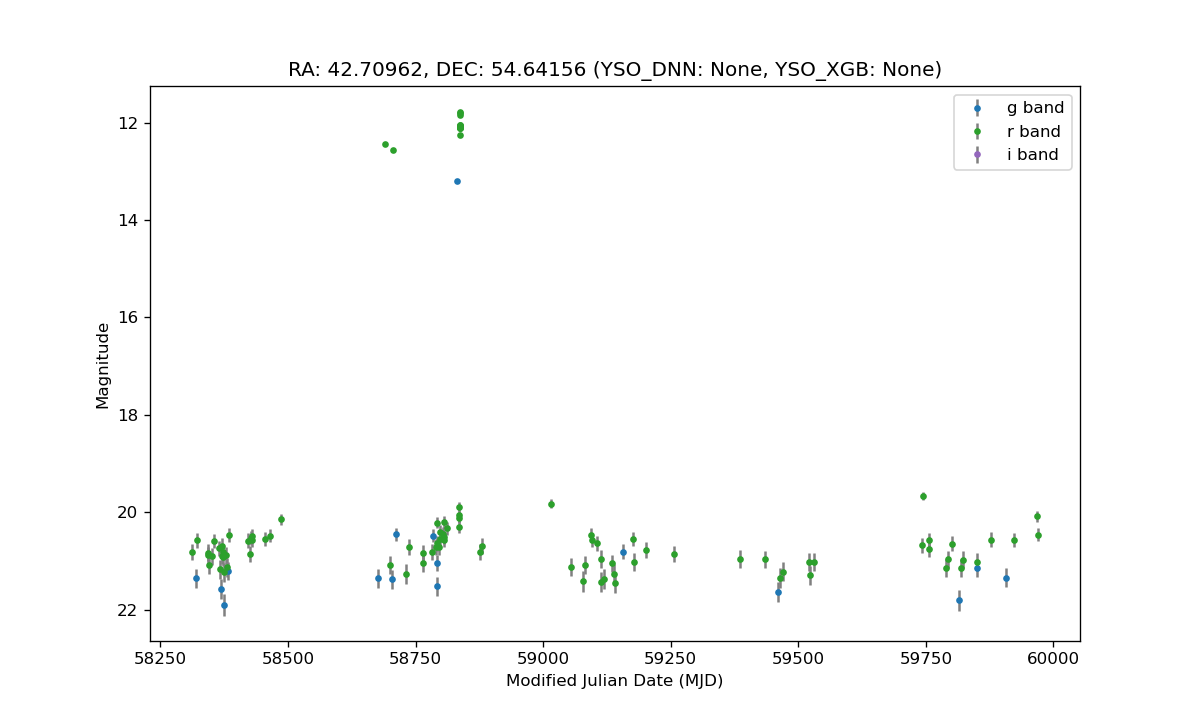 RA: 42.70962, DEC: 54.64156 (YSO_DNN: None, YSO_XGB: None)
g band
r band
i band
12
14
16
18
20
22
Magnitude
58250 58500 58750 59000 59250 59500 59750 60000
Modified Julian Date (MJD)